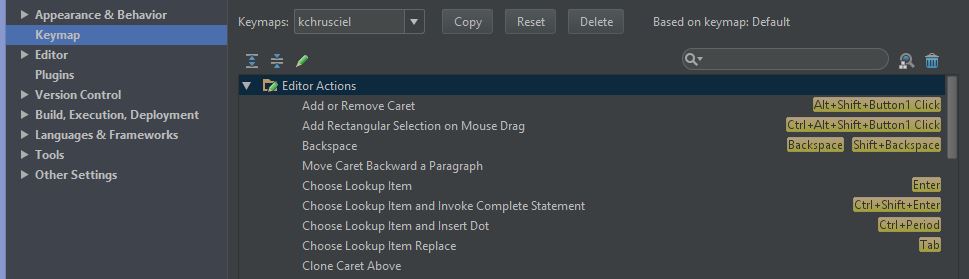 Appearance & Behavior
Keymap
Editor
Plugins
Version Control
Build, Execution, Deployment
Languages & Frameworks
Tools
Other Settings
Keymaps: kchrusciel Copy Reset Delete Based on keymap: Default
Editor Actions
Add or Remove Caret Alt+Shift+Button1 Click
Add Rectangular Selection on Mouse Drag Ctrl+Alt+Shift+Button1 Click
Backspace Backspace Shift+Backspace
Move Caret Backward a Paragraph
Choose Lookup Item Enter
Choose Lookup Item and Invoke Complete Statement Ctrl+Shift+Enter
Choose Lookup Item and Insert Dot Ctrl+Period
Choose Lookup Item Replace Tab
Clone Caret Above